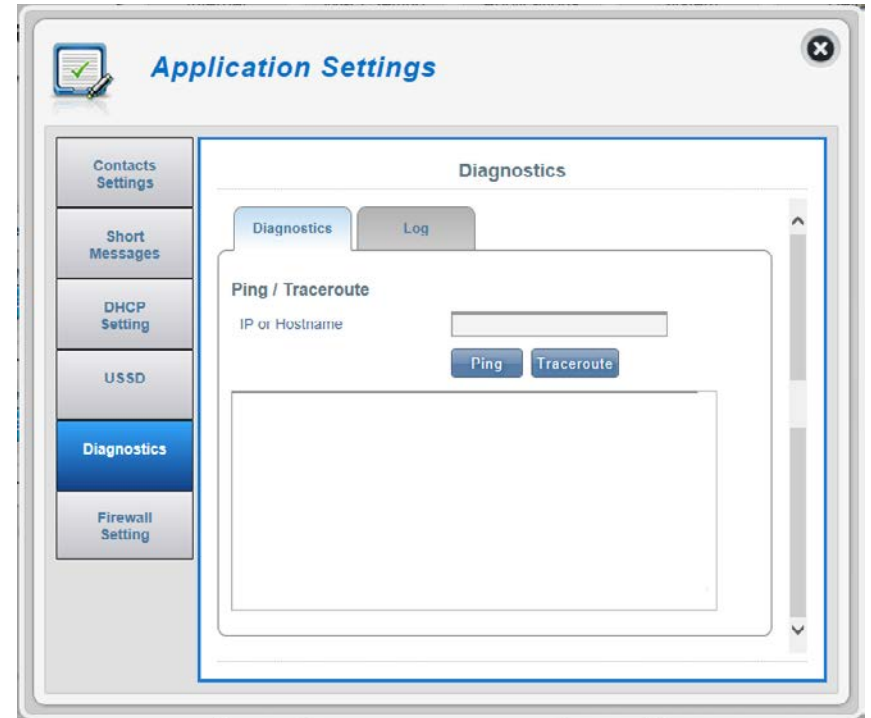 Application Settings
Contacts
Settings
Short
Messages
DHCP
Setting
USSD
Diagnostics
Firewall
Setting
Diagnostics
Diagnostics
Log
Ping / Traceroute
IP or Hostname
Ping
Traceroute